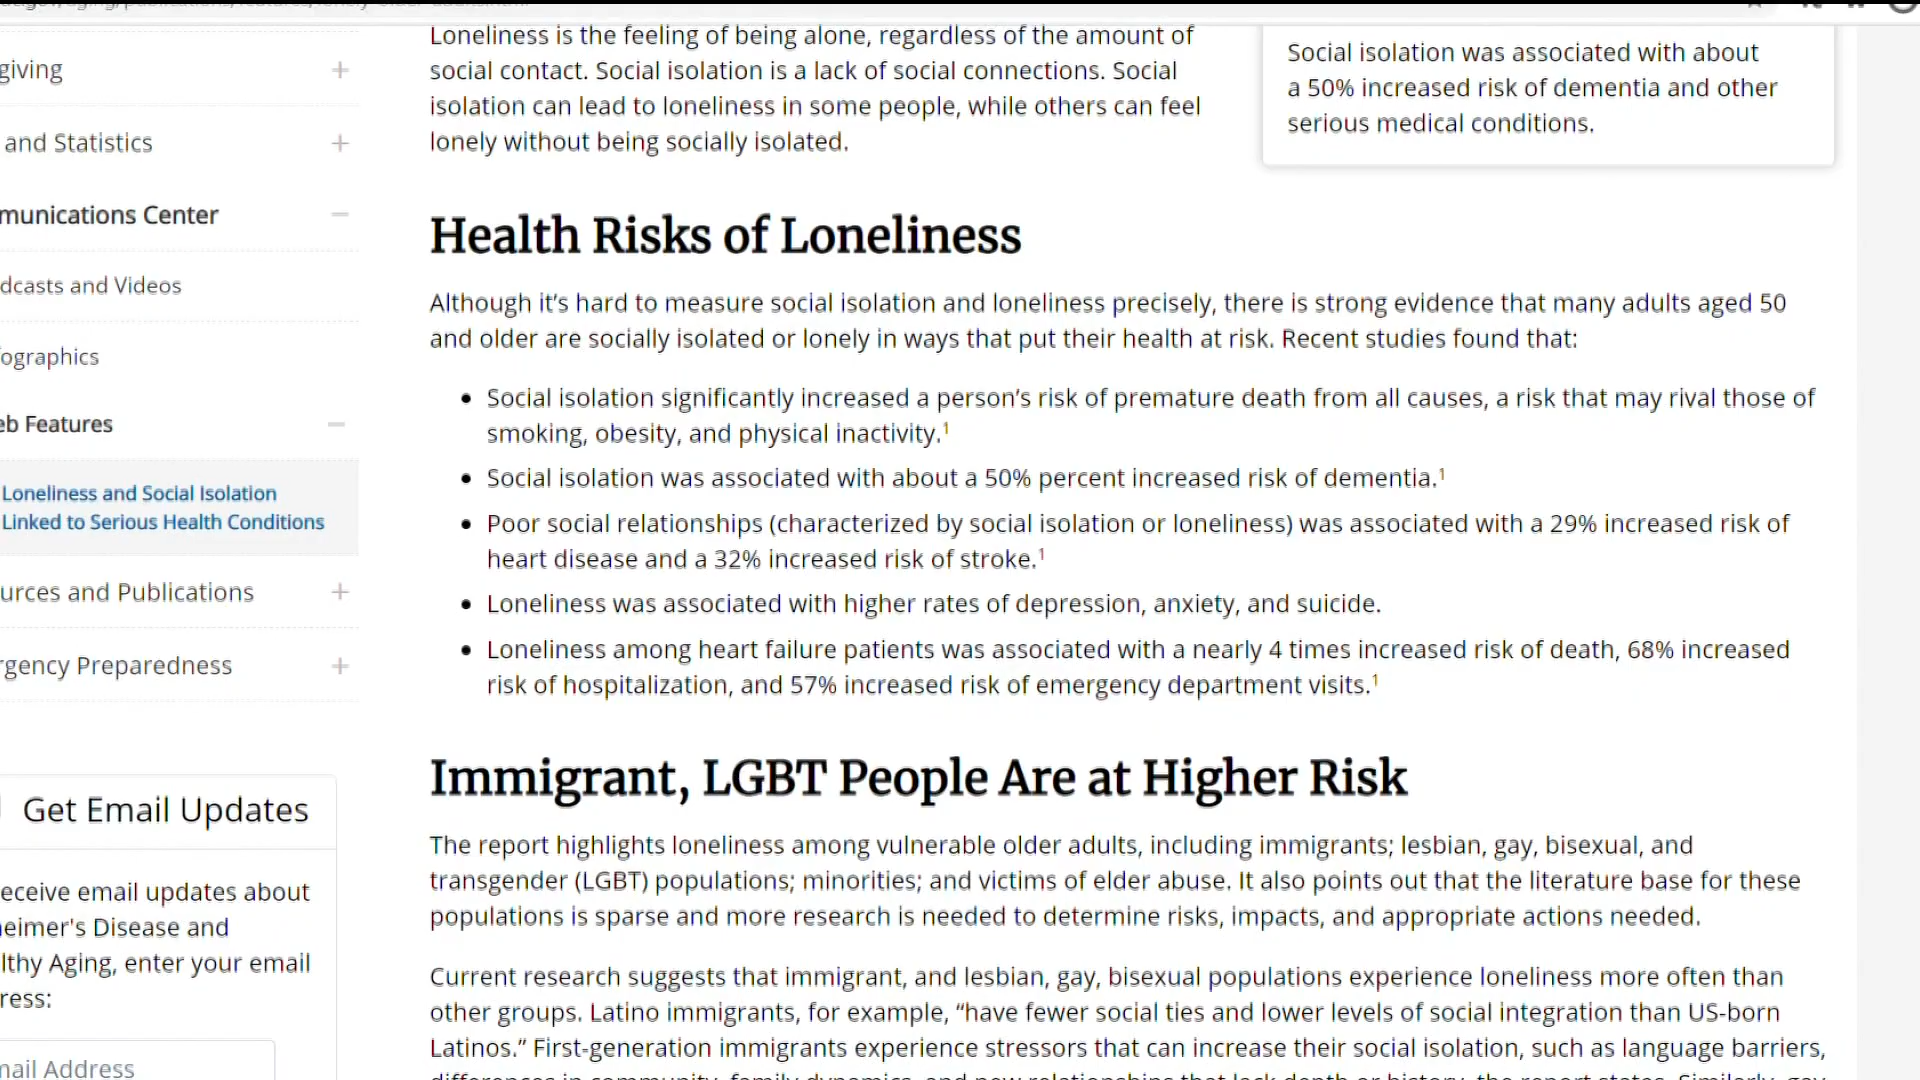 giving
and Statistics
munications Center
dcasts and Videos
ographics
eb Features
Loneliness and Social Isolation
Linked to Serious Health Conditions
urces and Publications
rgency Preparedness
Get Email Updates
eceive email updates about
eimer's Disease and
lthy Aging, enter your email
ress:
mail Address
Loneliness is the feeling of being alone, regardless of the amount of
social contact. Social isolation is a lack of social connections. Social
isolation can lead to loneliness in some people, while others can feel
lonely without being socially isolated.
Social isolation was associated with about
a 50% increased risk of dementia and other
serious medical conditions.
Health Risks of Loneliness
Although it’s hard to measure social isolation and loneliness precisely, there is strong evidence that many adults aged 50
and older are socially isolated or lonely in ways that put their health at risk. Recent studies found that:
• Social isolation significantly increased a person’s risk of premature death from all causes, a risk that may rival those of
smoking, obesity, and physical inactivity.¹
• Social isolation was associated with about a 50% percent increased risk of dementia.¹
• Poor social relationships (characterized by social isolation or loneliness) was associated with a 29% increased risk of
heart disease and a 32% increased risk of stroke.¹
• Loneliness was associated with higher rates of depression, anxiety, and suicide.
• Loneliness among heart failure patients was associated with a nearly 4 times increased risk of death, 68% increased
risk of hospitalization, and 57% increased risk of emergency department visits.¹
Immigrant, LGBT People Are at Higher Risk
The report highlights loneliness among vulnerable older adults, including immigrants; lesbian, gay, bisexual, and
transgender (LGBT) populations; minorities; and victims of elder abuse. It also points out that the literature base for these
populations is sparse and more research is needed to determine risks, impacts, and appropriate actions needed.
Current research suggests that immigrant, and lesbian, gay, bisexual populations experience loneliness more often than
other groups. Latino immigrants, for example, “have fewer social ties and lower levels of social integration than US-born
Latinos.” First-generation immigrants experience stressors that can increase their social isolation, such as language barriers,